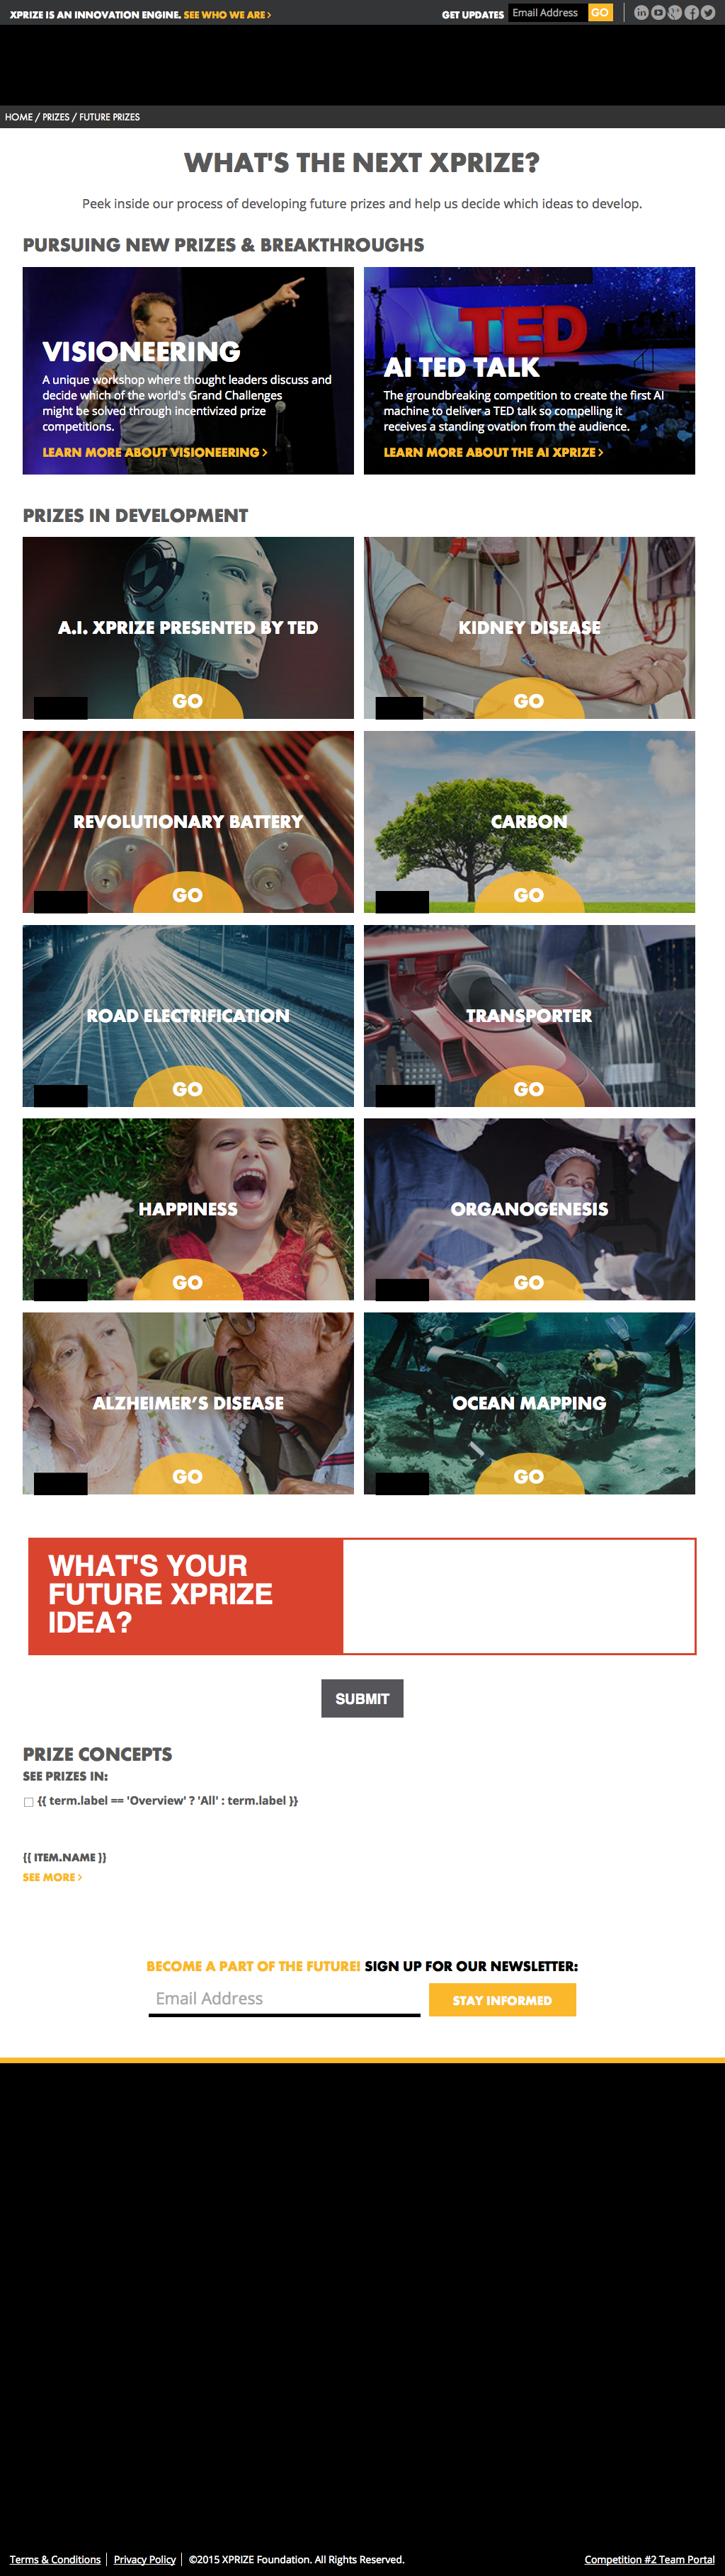 XPRIZE IS AN INNOVATION ENGINE. SEE WHO WE ARE >
GET UPDATES Email Address GO
HOME / PRIZES / FUTURE PRIZES
WHAT'S THE NEXT XPRIZE?
Peek inside our process of developing future prizes and help us decide which ideas to develop.
PURSUING NEW PRIZES & BREAKTHROUGHS
VISIONEERING
A unique workshop where thought leaders discuss and
decide which of the world's Grand Challenges
might be solved through incentivized prize
competitions.
LEARN MORE ABOUT VISIONEERING >
TED
AI TED TALK
The groundbreaking competition to create the first AI
machine to deliver a TED talk so compelling it
receives a standing ovation from the audience.
LEARN MORE ABOUT THE AI XPRIZE >
PRIZES IN DEVELOPMENT
A.I. XPRIZE PRESENTED BY TED
GO
KIDNEY DISEASE
GO
REVOLUTIONARY BATTERY
GO
CARBON
GO
ROAD ELECTRIFICATION
GO
TRANSPORTER
GO
HAPPINESS
GO
ORGANOGENESIS
GO
ALZHEIMER'S DISEASE
GO
OCEAN MAPPING
GO
WHAT'S YOUR
FUTURE XPRIZE
IDEA?
SUBMIT
PRIZE CONCEPTS
SEE PRIZES IN:
{{ term.label == 'Overview' ? 'All' : term.label }}
{{ ITEM.NAME }}
SEE MORE >
BECOME A PART OF THE FUTURE! SIGN UP FOR OUR NEWSLETTER:
Email Address
STAY INFORMED
Terms & Conditions | Privacy Policy | ©2015 XPRIZE Foundation. All Rights Reserved.
Competition #2 Team Portal